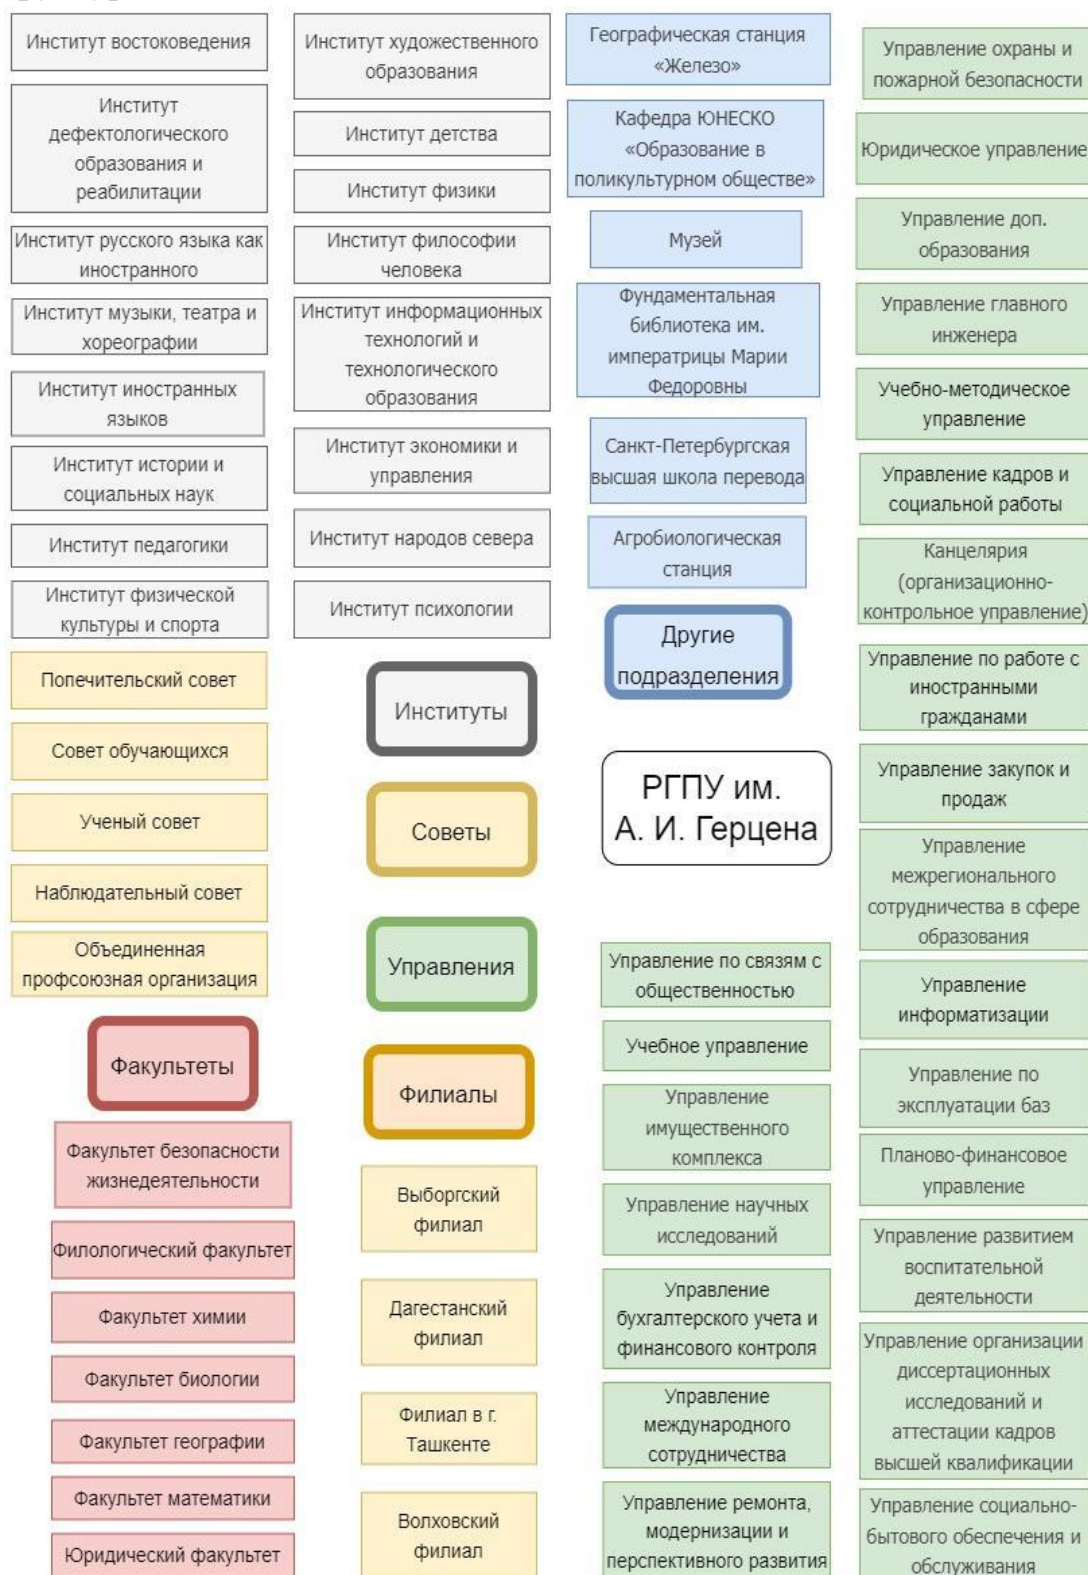 Институт востоковедения
Институт
дефектологического
образования и
реабилитации
Институт русского языка как
иностранного
Институт музыки, театра и
хореографии
Институт иностранных
языков
Институт истории и
социальных наук
Институт педагогики
Институт физической
культуры и спорта
Институт художественного
образования
Институт детства
Институт физики
Институт философии
человека
Институт информационных
технологий и
технологического
образования
Институт экономики и
управления
Институт народов севера
Институт психологии
Географическая станция
«Железо»
Кафедра ЮНЕСКО
«Образование в
поликультурном обществе»
Музей
Фундаментальная
библиотека им.
императрицы Марии
Федоровны
Санкт-Петербургская
высшая школа перевода
Агробиологическая
станция
Другие
подразделения
Попечительский совет
Совет обучающихся
Ученый совет
Наблюдательный совет
Объединенная
профсоюзная организация
Институты
Советы
Управления
Филиалы
РГПУ им.
А. И. Герцена
Факультеты
Факультет безопасности
жизнедеятельности
Филологический факультет
Факультет химии
Факультет биологии
Факультет географии
Факультет математики
Юридический факультет
Выборгский
филиал
Дагестанский
филиал
Филиал в г.
Ташкенте
Волховский
филиал
Управление по связям с
общественностью
Учебное управление
Управление
имущественного
комплекса
Управление научных
исследований
Управление
бухгалтерского учета и
финансового контроля
Управление
международного
сотрудничества
Управление ремонта,
модернизации и
перспективного развития
Управление охраны и
пожарной безопасности
Юридическое управление
Управление доп.
образования
Управление главного
инженера
Учебно-методическое
управление
Управление кадров и
социальной работы
Канцелярия
(организационно-
контрольное управление)
Управление по работе с
иностранными
гражданами
Управление закупок и
продаж
Управление
межрегионального
сотрудничества в сфере
образования
Управление
информатизации
Управление по
эксплуатации баз
Планово-финансовое
управление
Управление развитием
воспитательной
деятельности
Управление организации
диссертационных
исследований и
аттестации кадров
высшей квалификации
Управление социально-
бытового обеспечения и
обслуживания